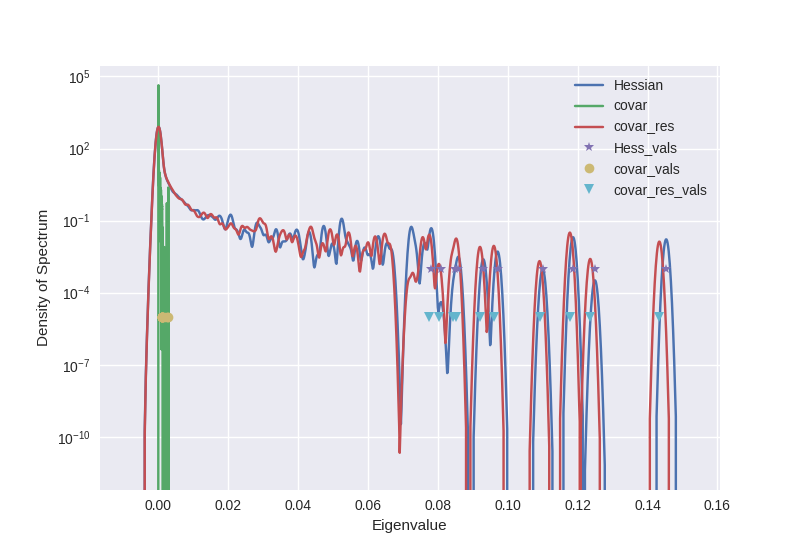 Hessian
covar
covar_res
Hess_vals
covar_vals
covar_res_vals
10^5
10^2
10^−1
10^−4
10^−7
10^−10
Density of Spectrum
0.00 0.02 0.04 0.06 0.08 0.10 0.12 0.14 0.16
Eigenvalue